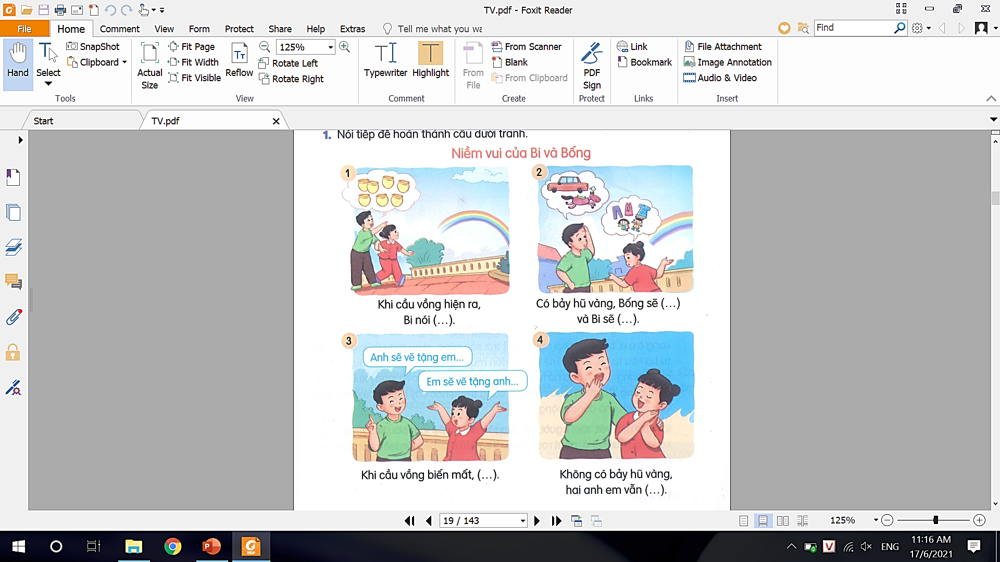 TV.pdf - Foxit Reader
File Home Comment View Form Protect Share Help Extras Tell me what you wa Find
Hand Select SnapShot Clipboard
Tools
Actual Size Fit Page Fit Width Fit Visible Reflow 125% Rotate Left Rotate Right
View
Typewriter Highlight
Comment
From File From Scanner Blank From Clipboard
Create
PDF Sign
Protect
Link Bookmark
Links
File Attachment Image Annotation Audio & Video
Insert
Start TV.pdf
1. Nói tiếp để hoàn thành câu dưới tranh.
Niềm vui của Bi và Bống
1
Khi cầu vồng hiện ra,
Bi nói (...).
2
Có bảy hũ vàng, Bống sẽ (...)
và Bi sẽ (...).
3
Anh sẽ vẽ tặng em...
Em sẽ vẽ tặng anh...
Khi cầu vồng biến mất, (...).
4
Không có bảy hũ vàng,
hai anh em vẫn (...).
19 / 143
125%
ENG
11:16 AM
17/6/2021